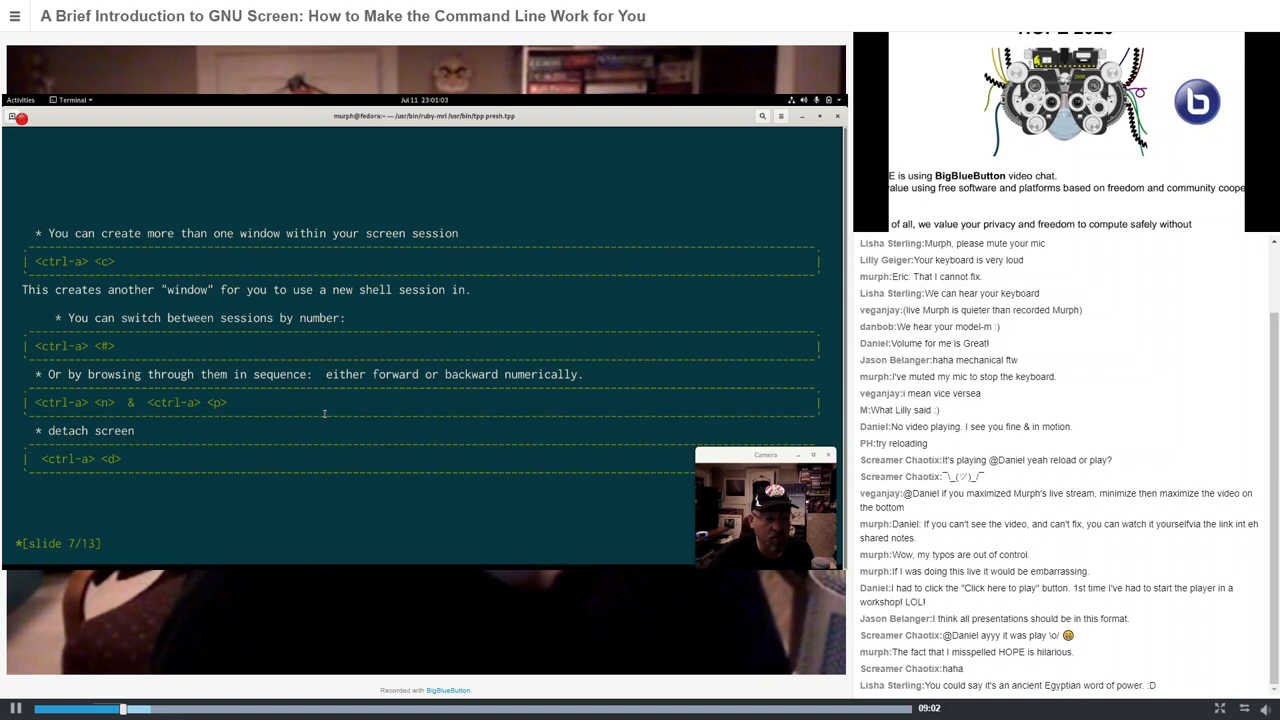 A Brief Introduction to GNU Screen: How to Make the Command Line Work for You
Activities
Terminal
Jul 11 23:01:03
murph@fedora:~ — /usr/bin/ruby-mri /usr/bin/tpp presh.tpp
* You can create more than one window within your screen session
<ctrl-a> <c>
This creates another "window" for you to use a new shell session in.
* You can switch between sessions by number:
<ctrl-a> <#>
* Or by browsing through them in sequence:  either forward or backward numerically.
<ctrl-a> <n>  &  <ctrl-a> <p>
* detach screen
<ctrl-a> <d>
*[slide 7/13]
Camera
Recorded with BigBlueButton.
HOPE 2020
b
E is using BigBlueButton video chat.
alue using free software and platforms based on freedom and community coope
of all, we value your privacy and freedom to compute safely without
Lisha Sterling:Murph, please mute your mic
Lilly Geiger:Your keyboard is very loud
murph:Eric: That I cannot fix.
Lisha Sterling:We can hear your keyboard
veganjay:(live Murph is quieter than recorded Murph)
danbob:We hear your model-m :)
Daniel:Volume for me is Great!
Jason Belanger:haha mechanical ftw
murph:I've muted my mic to stop the keyboard.
veganjay:i mean vice versea
M:What Lilly said :)
Daniel:No video playing. I see you fine & in motion.
PH:try reloading
Screamer Chaotix:It's playing @Daniel yeah reload or play?
Screamer Chaotix:¯\_(ツ)_/¯
veganjay:@Daniel if you maximized Murph's live stream, minimize then maximize the video on
the bottom
murph:Daniel: If you can't see the video, and can't fix, you can watch it yourselfvia the link int eh
shared notes.
murph:Wow, my typos are out of control.
murph:If I was doing this live it would be embarrassing.
Daniel:I had to click the "Click here to play" button. 1st time I've had to start the player in a
workshop! LOL!
Jason Belanger:I think all presentations should be in this format.
Screamer Chaotix:@Daniel ayyy it was play \o/ 😄
murph:The fact that I misspelled HOPE is hilarious.
Screamer Chaotix:haha
Lisha Sterling:You could say it's an ancient Egyptian word of power. :D
09:02